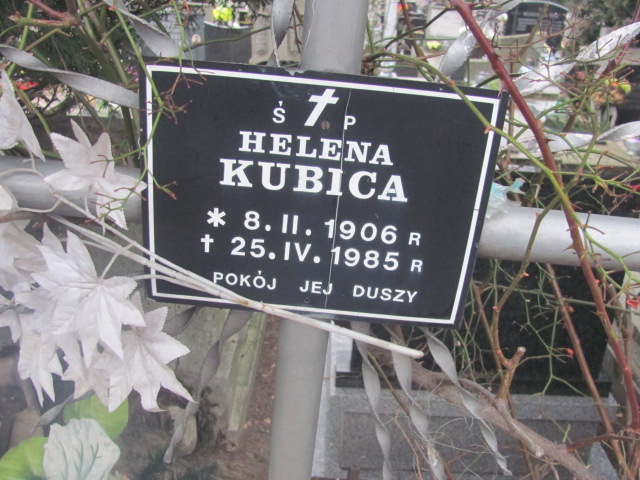 Ś P
HELENA
KUBICA
* 8.II.1906 R
† 25.IV.1985 R
POKÓJ JEJ DUSZY